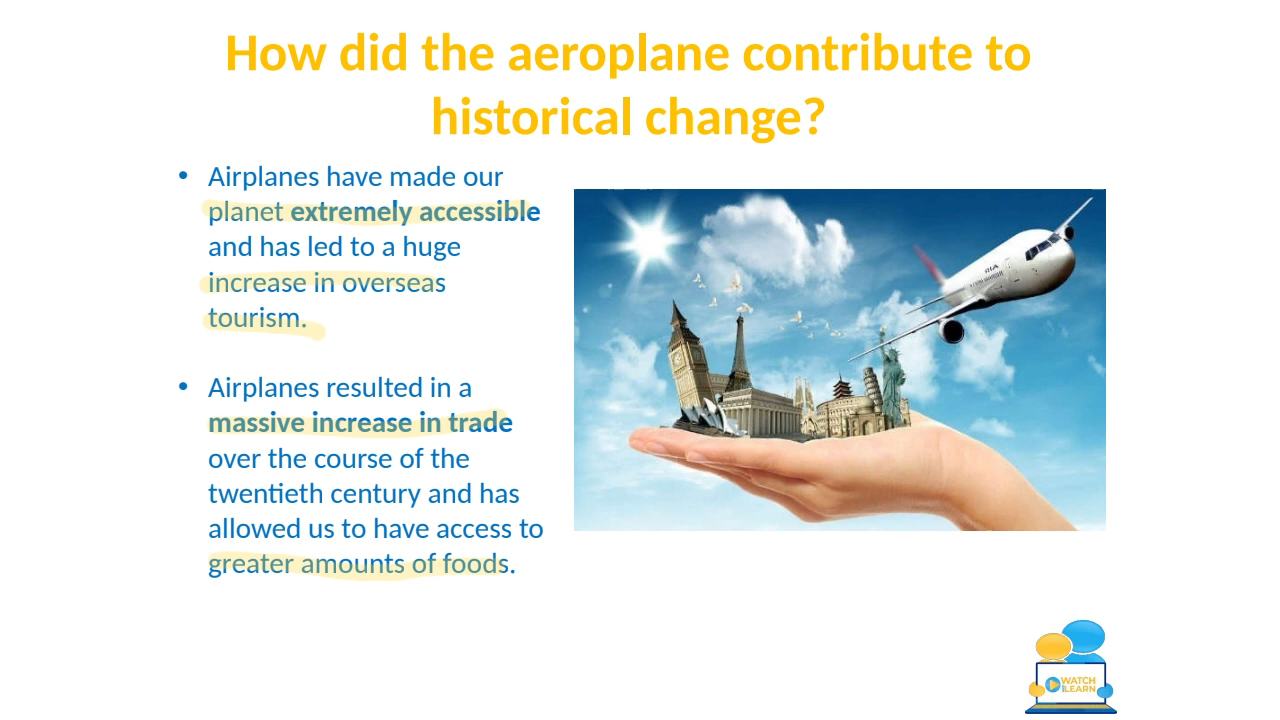 How did the aeroplane contribute to
historical change?
• Airplanes have made our
planet extremely accessible
and has led to a huge
increase in overseas
tourism.
• Airplanes resulted in a
massive increase in trade
over the course of the
twentieth century and has
allowed us to have access to
greater amounts of foods.
WATCH
LEARN